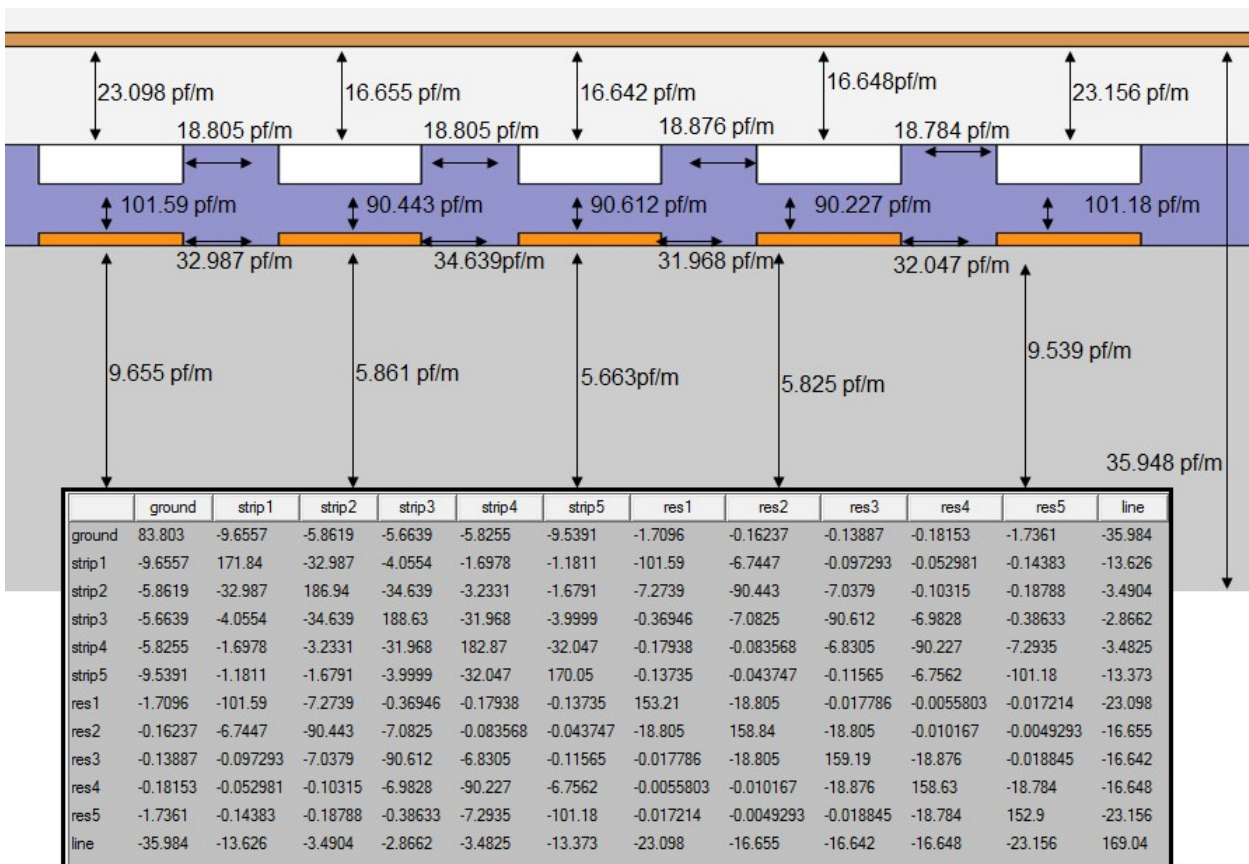 23.098 pf/m 16.655 pf/m 16.642 pf/m 16.648pf/m 23.156 pf/m
18.805 pf/m 18.805 pf/m 18.876 pf/m 18.784 pf/m
101.59 pf/m 90.443 pf/m 90.612 pf/m 90.227 pf/m 101.18 pf/m
32.987 pf/m 34.639pf/m 31.968 pf/m 32.047 pf/m
9.655 pf/m 5.861 pf/m 5.663pf/m 5.825 pf/m 9.539 pf/m
35.948 pf/m
ground strip1 strip2 strip3 strip4 strip5 res1 res2 res3 res4 res5 line
ground 83.803 -9.6557 -5.8619 -5.6639 -5.8255 -9.5391 -1.7096 -0.16237 -0.13887 -0.18153 -1.7361 -35.984
strip1 -9.6557 171.84 -32.987 -4.0554 -1.6978 -1.1811 -101.59 -6.7447 -0.097293 -0.052981 -0.14383 -13.626
strip2 -5.8619 -32.987 186.94 -34.639 -3.2331 -1.6791 -7.2739 -90.443 -7.0379 -0.10315 -0.18788 -3.4904
strip3 -5.6639 -4.0554 -34.639 188.63 -31.968 -3.9999 -0.36946 -7.0825 -90.612 -6.9828 -0.38633 -2.8662
strip4 -5.8255 -1.6978 -3.2331 -31.968 182.87 -32.047 -0.17938 -0.083568 -6.8305 -90.227 -7.2935 -3.4825
strip5 -9.5391 -1.1811 -1.6791 -3.9999 -32.047 170.05 -0.13735 -0.043747 -0.11565 -6.7562 -101.18 -13.373
res1 -1.7096 -101.59 -7.2739 -0.36946 -0.17938 -0.13735 153.21 -18.805 -0.017786 -0.0055803 -0.017214 -23.098
res2 -0.16237 -6.7447 -90.443 -7.0825 -0.083568 -0.043747 -18.805 158.84 -18.805 -0.010167 -0.0049293 -16.655
res3 -0.13887 -0.097293 -7.0379 -90.612 -6.8305 -0.11565 -0.017786 -18.805 159.19 -18.876 -0.018845 -16.642
res4 -0.18153 -0.052981 -0.10315 -6.9828 -90.227 -6.7562 -0.0055803 -0.010167 -18.876 158.63 -18.784 -16.648
res5 -1.7361 -0.14383 -0.18788 -0.38633 -7.2935 -101.18 -0.017214 -0.0049293 -0.018845 -18.784 152.9 -23.156
line -35.984 -13.626 -3.4904 -2.8662 -3.4825 -13.373 -23.098 -16.655 -16.642 -16.648 -23.156 169.04